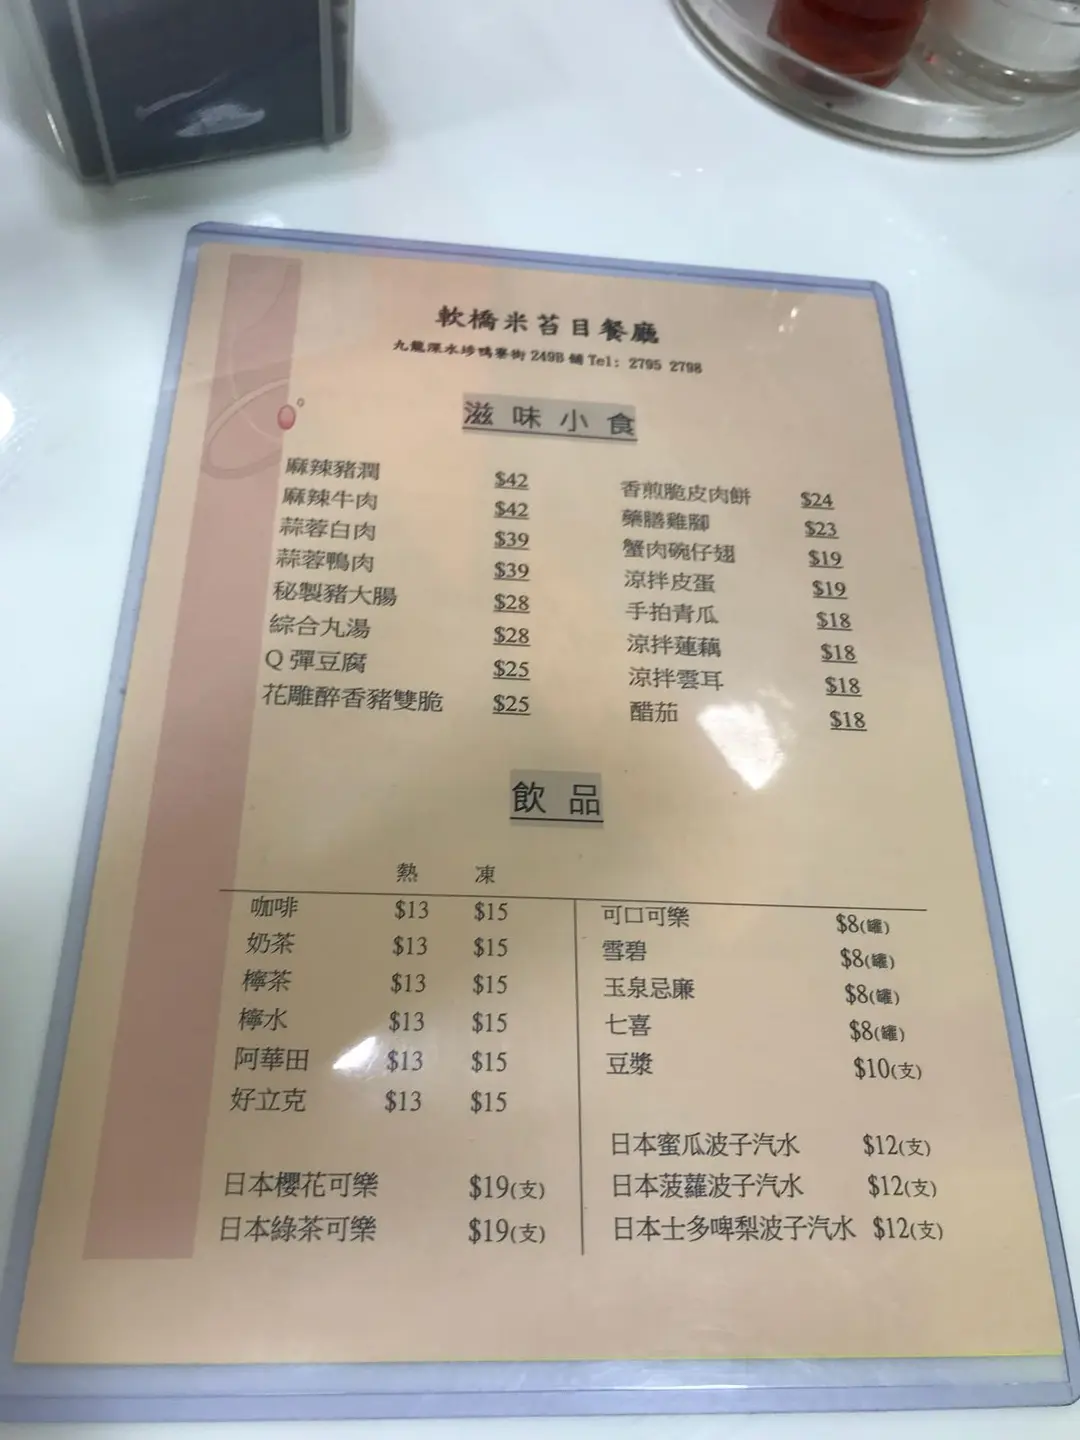 軟橋米苔目餐廳
九龍深水埗鴨寮街 249B 舖 Tel: 2795 2798
滋味小食
麻辣豬潤 $42
麻辣牛肉 $42
蒜蓉白肉 $39
蒜蓉鴨肉 $39
秘製豬大腸 $28
綜合丸湯 $28
Q 彈豆腐 $25
花雕醉香豬雙脆 $25
香煎脆皮肉餅 $24
藥膳雞腳 $23
蟹肉碗仔翅 $19
涼拌皮蛋 $19
手拍青瓜 $18
涼拌蓮藕 $18
涼拌雲耳 $18
醋茄 $18
飲品
熱 凍
咖啡 $13 $15
奶茶 $13 $15
檸茶 $13 $15
檸水 $13 $15
阿華田 $13 $15
好立克 $13 $15
日本櫻花可樂 $19(支)
日本綠茶可樂 $19(支)
可口可樂 $8(罐)
雪碧 $8(罐)
玉泉忌廉 $8(罐)
七喜 $8(罐)
豆漿 $10(支)
日本蜜瓜波子汽水 $12(支)
日本菠蘿波子汽水 $12(支)
日本士多啤梨波子汽水 $12(支)